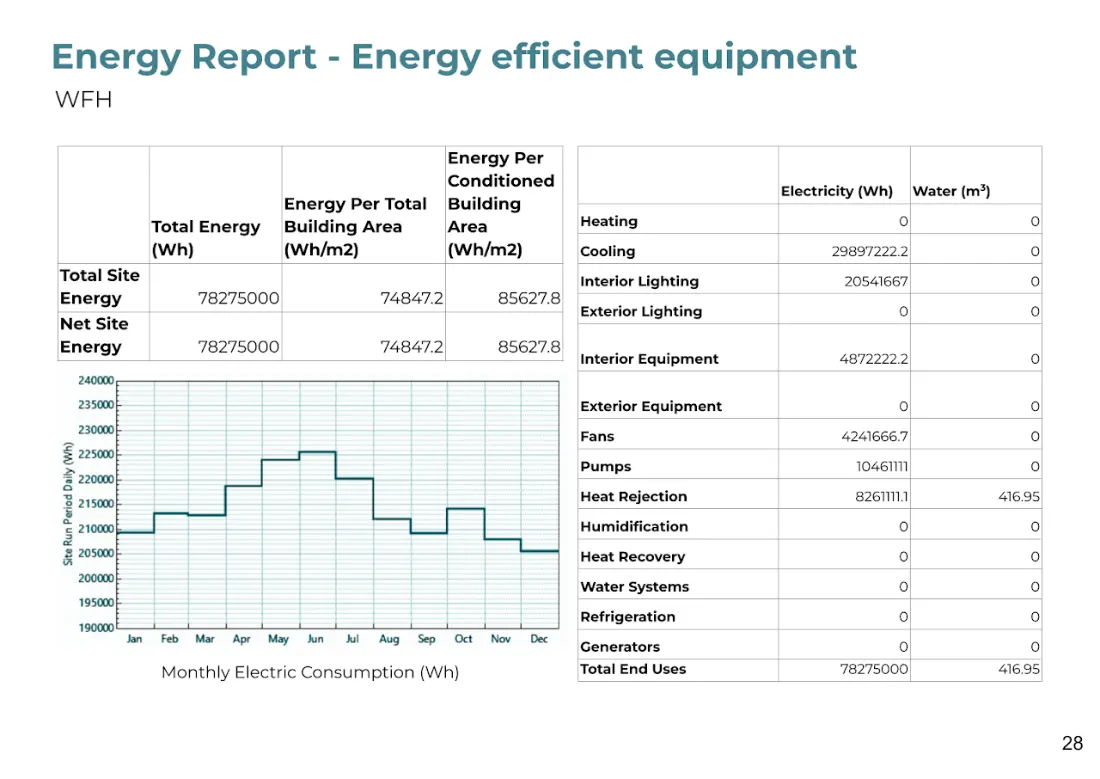 Energy Report - Energy efficient equipment
WFH
Total Energy (Wh) Energy Per Total Building Area (Wh/m2) Energy Per Conditioned Building Area (Wh/m2)
Total Site Energy 78275000 74847.2 85627.8
Net Site Energy 78275000 74847.2 85627.8
Site Run Period Daily (Wh)
240000
235000
230000
225000
220000
215000
210000
205000
200000
195000
190000
Jan Feb Mar Apr May Jun Jul Aug Sep Oct Nov Dec
Monthly Electric Consumption (Wh)
Electricity (Wh) Water (m³)
Heating 0 0
Cooling 29897222.2 0
Interior Lighting 20541667 0
Exterior Lighting 0 0
Interior Equipment 4872222.2 0
Exterior Equipment 0 0
Fans 4241666.7 0
Pumps 10461111 0
Heat Rejection 8261111.1 416.95
Humidification 0 0
Heat Recovery 0 0
Water Systems 0 0
Refrigeration 0 0
Generators 0 0
Total End Uses 78275000 416.95
28